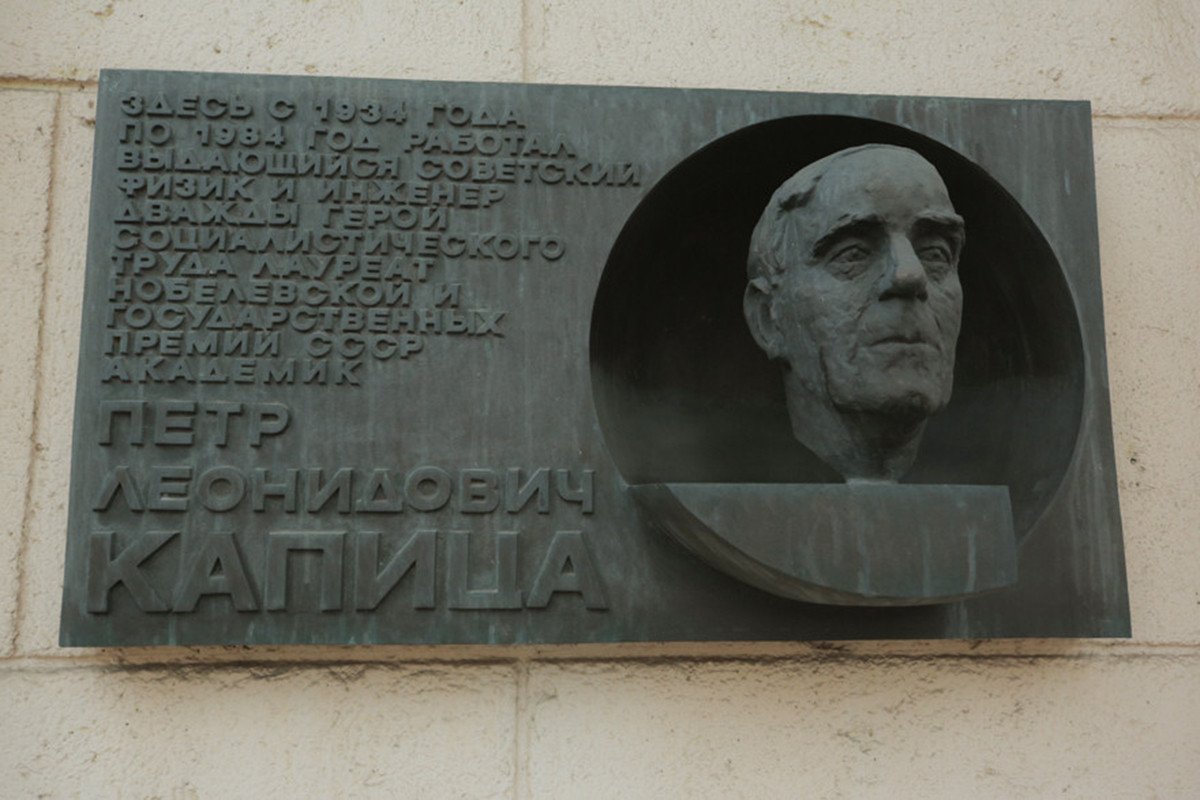 ЗДЕСЬ С 1934 ГОДА
ПО 1984 ГОД РАБОТАЛ
ВЫДАЮЩИЙСЯ СОВЕТСКИЙ
ФИЗИК И ИНЖЕНЕР
ДВАЖДЫ ГЕРОЙ
СОЦИАЛИСТИЧЕСКОГО
ТРУДА ЛАУРЕАТ
НОБЕЛЕВСКОЙ И
ГОСУДАРСТВЕННЫХ
ПРЕМИЙ СССР
АКАДЕМИК
ПЕТР
ЛЕОНИДОВИЧ
КАПИЦА